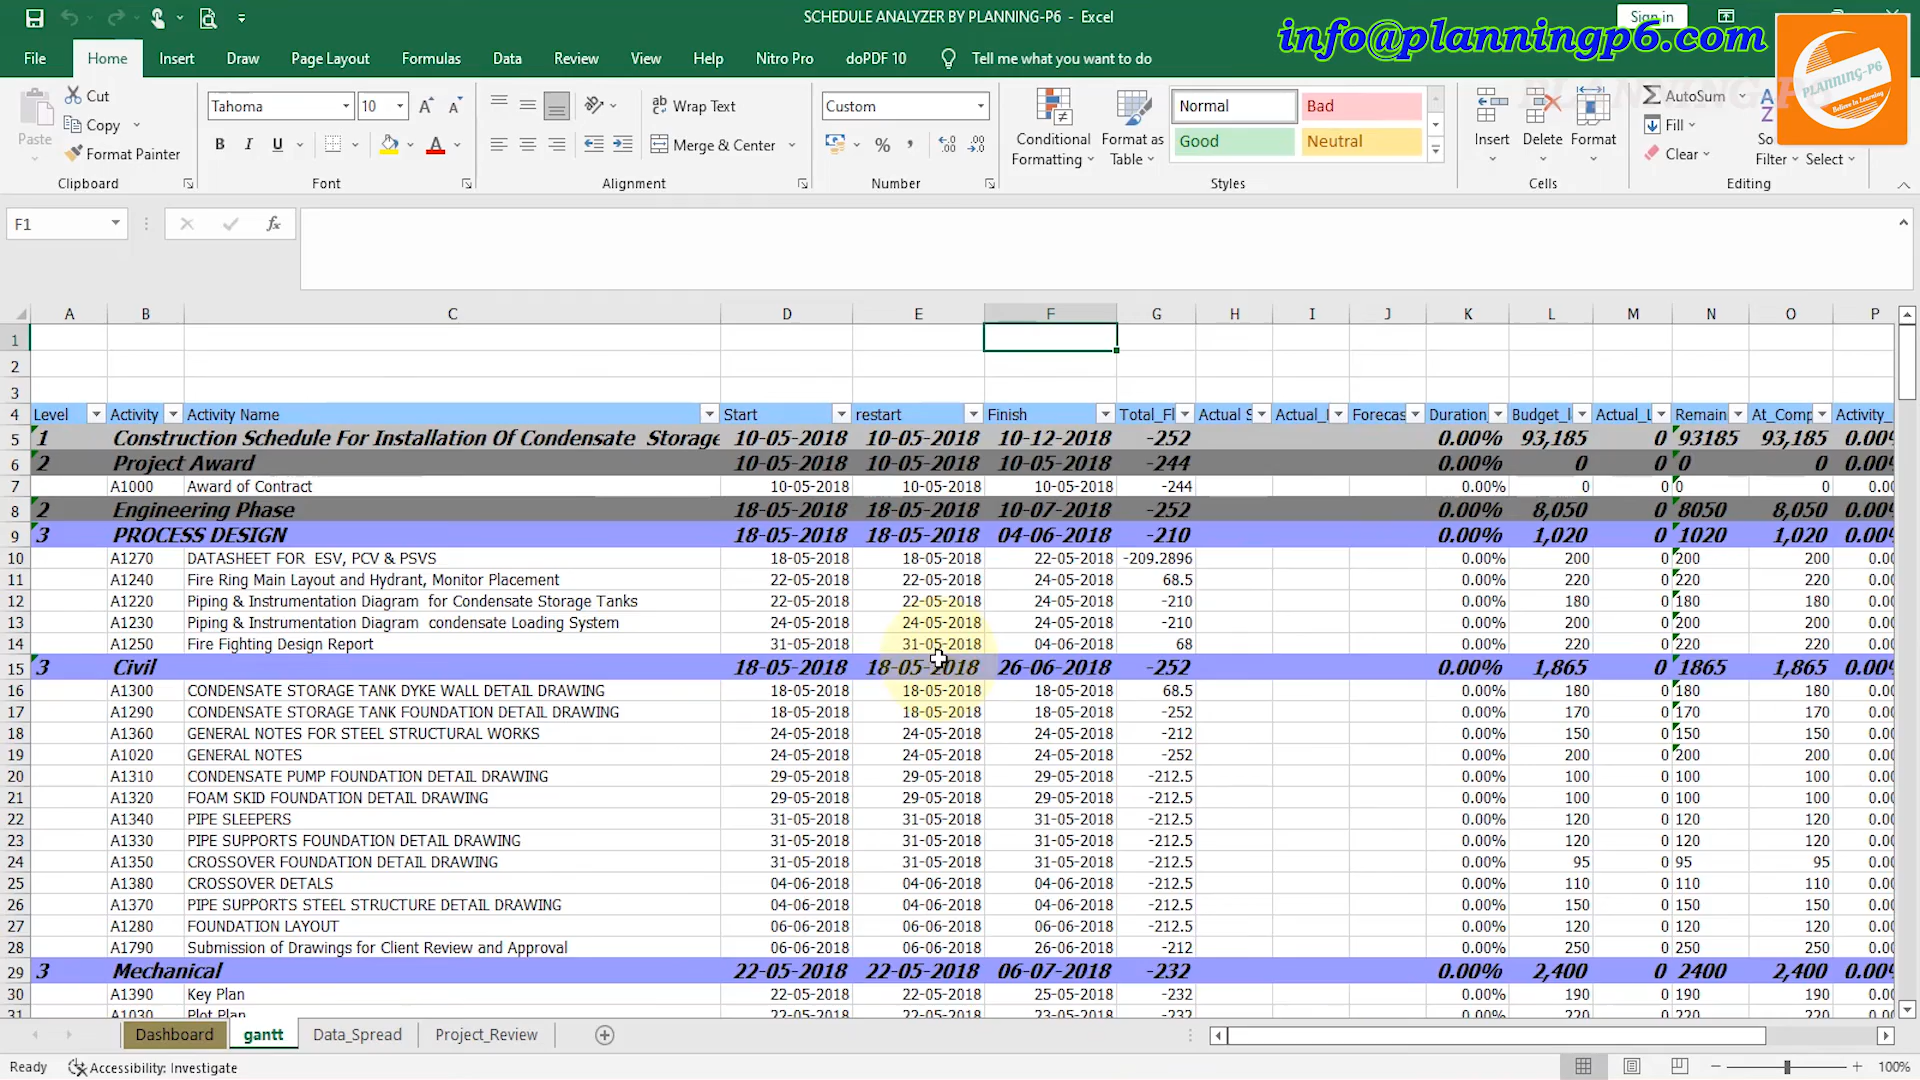 SCHEDULE ANALYZER BY PLANNING-P6 - Excel
Sign in
info@planningp6.com
PLANNING-P6
File Home Insert Draw Page Layout Formulas Data Review View Help Nitro Pro doPDF 10 Tell me what you want to do
Paste Cut Copy Format Painter Clipboard
Tahoma 10 B I U Font
Wrap Text Merge & Center Alignment
Custom % Number
Conditional Formatting Format as Table Normal Bad Good Neutral Styles
Insert Delete Format Cells
AutoSum Fill Clear So Filter Select Editing
F1 fx
A B C D E F G H I J K L M N O P
1
2
3
4 Level Activity Activity Name Start restart Finish Total_Fl Actual S Actual_ Forecas Duration Budget_l Actual_L Remain At_Comp Activity_
5 1 Construction Schedule For Installation Of Condensate Storage 10-05-2018 10-05-2018 10-12-2018 -252 0.00% 93,185 0 93185 93,185 0.00%
6 2 Project Award 10-05-2018 10-05-2018 10-05-2018 -244 0.00% 0 0 0 0 0.00%
7 A1000 Award of Contract 10-05-2018 10-05-2018 10-05-2018 -244 0.00% 0 0 0 0 0.00
8 2 Engineering Phase 18-05-2018 18-05-2018 10-07-2018 -252 0.00% 8,050 0 8050 8,050 0.00%
9 3 PROCESS DESIGN 18-05-2018 18-05-2018 04-06-2018 -210 0.00% 1,020 0 1020 1,020 0.00%
10 A1270 DATASHEET FOR ESV, PCV & PSVS 18-05-2018 18-05-2018 22-05-2018 -209.2896 0.00% 200 0 200 200 0.00
11 A1240 Fire Ring Main Layout and Hydrant, Monitor Placement 22-05-2018 22-05-2018 24-05-2018 68.5 0.00% 220 0 220 220 0.00
12 A1220 Piping & Instrumentation Diagram for Condensate Storage Tanks 22-05-2018 22-05-2018 24-05-2018 -210 0.00% 180 0 180 180 0.00
13 A1230 Piping & Instrumentation Diagram condensate Loading System 24-05-2018 24-05-2018 24-05-2018 -210 0.00% 200 0 200 200 0.00
14 A1250 Fire Fighting Design Report 31-05-2018 31-05-2018 04-06-2018 68 0.00% 220 0 220 220 0.00
15 3 Civil 18-05-2018 18-05-2018 26-06-2018 -252 0.00% 1,865 0 1865 1,865 0.00%
16 A1300 CONDENSATE STORAGE TANK DYKE WALL DETAIL DRAWING 18-05-2018 18-05-2018 18-05-2018 68.5 0.00% 180 0 180 180 0.00
17 A1290 CONDENSATE STORAGE TANK FOUNDATION DETAIL DRAWING 18-05-2018 18-05-2018 18-05-2018 -252 0.00% 170 0 170 170 0.00
18 A1360 GENERAL NOTES FOR STEEL STRUCTURAL WORKS 24-05-2018 24-05-2018 24-05-2018 -212 0.00% 150 0 150 150 0.00
19 A1020 GENERAL NOTES 24-05-2018 24-05-2018 24-05-2018 -252 0.00% 200 0 200 200 0.00
20 A1310 CONDENSATE PUMP FOUNDATION DETAIL DRAWING 29-05-2018 29-05-2018 29-05-2018 -212.5 0.00% 100 0 100 100 0.00
21 A1320 FOAM SKID FOUNDATION DETAIL DRAWING 29-05-2018 29-05-2018 29-05-2018 -212.5 0.00% 100 0 100 100 0.00
22 A1340 PIPE SLEEPERS 31-05-2018 31-05-2018 31-05-2018 -212.5 0.00% 120 0 120 120 0.00
23 A1330 PIPE SUPPORTS FOUNDATION DETAIL DRAWING 31-05-2018 31-05-2018 31-05-2018 -212.5 0.00% 120 0 120 120 0.00
24 A1350 CROSSOVER FOUNDATION DETAIL DRAWING 31-05-2018 31-05-2018 31-05-2018 -212.5 0.00% 95 0 95 95 0.00
25 A1380 CROSSOVER DETALS 04-06-2018 04-06-2018 04-06-2018 -212.5 0.00% 110 0 110 110 0.00
26 A1370 PIPE SUPPORTS STEEL STRUCTURE DETAIL DRAWING 04-06-2018 04-06-2018 04-06-2018 -212.5 0.00% 150 0 150 150 0.00
27 A1280 FOUNDATION LAYOUT 06-06-2018 06-06-2018 06-06-2018 -212.5 0.00% 120 0 120 120 0.00
28 A1790 Submission of Drawings for Client Review and Approval 06-06-2018 06-06-2018 26-06-2018 -212 0.00% 250 0 250 250 0.00
29 3 Mechanical 22-05-2018 22-05-2018 06-07-2018 -232 0.00% 2,400 0 2400 2,400 0.00%
30 A1390 Key Plan 22-05-2018 22-05-2018 25-05-2018 -232 0.00% 190 0 190 190 0.00
31 A1030 Plot Plan 22-05-2018 22-05-2018 23-05-2018 -232 0.00% 220 0 220 220 0.00
Dashboard gantt Data_Spread Project_Review
Ready Accessibility: Investigate 100%